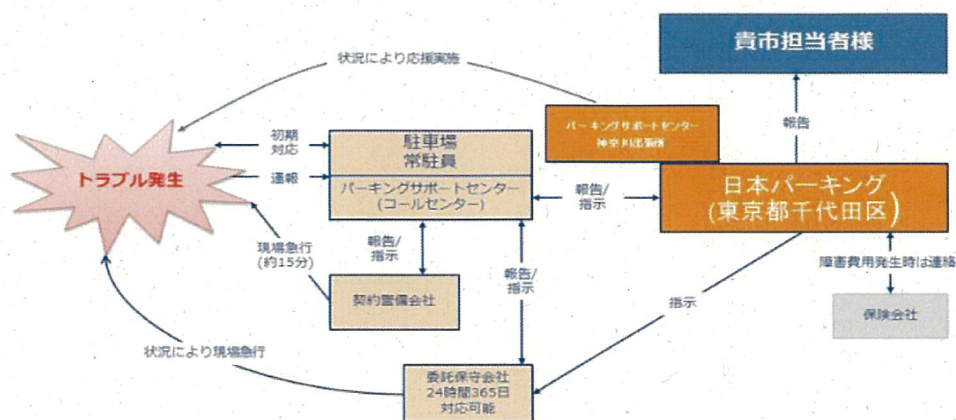 貴市担当者様
状況により応援実施
報告
パーキングサポートセンター
神奈川出張所
初期
対応
駐車場
常駐員
トラブル発生
通報
パーキングサポートセンター
(コールセンター)
報告/
指示
日本パーキング
(東京都千代田区)
現場急行
(約15分)
報告/
指示
報告/
指示
障害費用発生時は連絡
契約警備会社
指示
保険会社
状況により現場急行
委託保守会社
24時間365日
対応可能